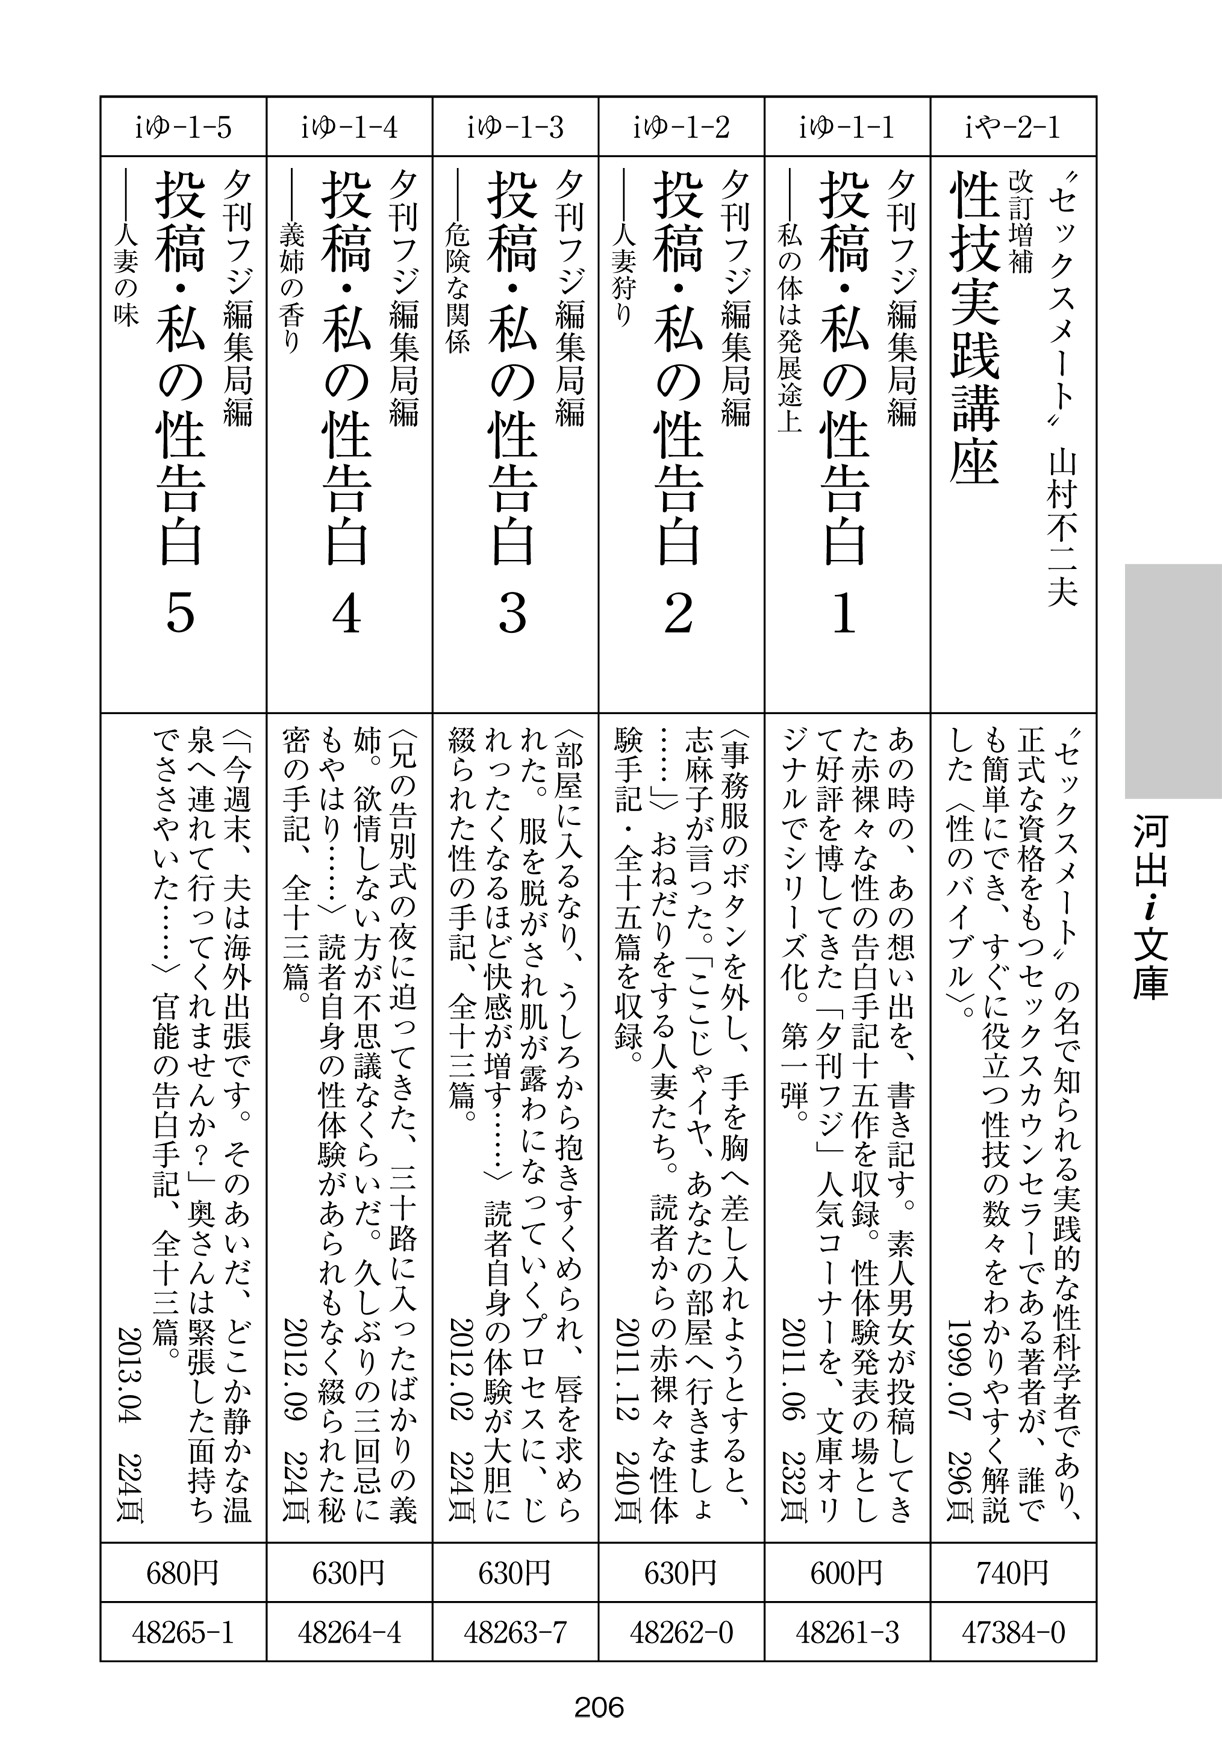 河出i文庫
iや-2-1
〝セックスメート〟山村不二夫
改訂増補
性技実践講座
〝セックスメート〟の名で知られる実践的な性科学者であり、
正式な資格をもつセックスカウンセラーである著者が、誰で
も簡単にでき、すぐに役立つ性技の数々をわかりやすく解説
した〈性のバイブル〉。
1999.07 296頁
740円
47384-0
iゆ-1-1
夕刊フジ編集局編
投稿・私の性告白 1
——私の体は発展途上
あの時の、あの想い出を、書き記す。素人男女が投稿してき
た赤裸々な性の告白手記十五作を収録。性体験発表の場とし
て好評を博してきた「夕刊フジ」人気コーナーを、文庫オリ
ジナルでシリーズ化。第一弾。
2011.06 232頁
600円
48261-3
iゆ-1-2
夕刊フジ編集局編
投稿・私の性告白 2
——人妻狩り
〈事務服のボタンを外し、手を胸へ差し入れようとすると、
志麻子が言った。「ここじゃイヤ、あなたの部屋へ行きましょ
……」〉おねだりをする人妻たち。読者からの赤裸々な性体
験手記・全十五篇を収録。
2011.12 240頁
630円
48262-0
iゆ-1-3
夕刊フジ編集局編
投稿・私の性告白 3
——危険な関係
〈部屋に入るなり、うしろから抱きすくめられ、唇を求めら
れた。服を脱がされ肌が露わになっていくプロセスに、じ
れったくなるほど快感が増す……〉読者自身の体験が大胆に
綴られた性の手記、全十三篇。
2012.02 224頁
630円
48263-7
iゆ-1-4
夕刊フジ編集局編
投稿・私の性告白 4
——義姉の香り
〈兄の告別式の夜に迫ってきた、三十路に入ったばかりの義
姉。欲情しない方が不思議なくらいだ。久しぶりの三回忌に
もやはり……〉読者自身の性体験があられもなく綴られた秘
密の手記、全十三篇。
2012.09 224頁
630円
48264-4
iゆ-1-5
夕刊フジ編集局編
投稿・私の性告白 5
——人妻の味
〈「今週末、夫は海外出張です。そのあいだ、どこか静かな温
泉へ連れて行ってくれませんか？」奥さんは緊張した面持ち
でささやいた……〉官能の告白手記、全十三篇。
2013.04 224頁
680円
48265-1
206